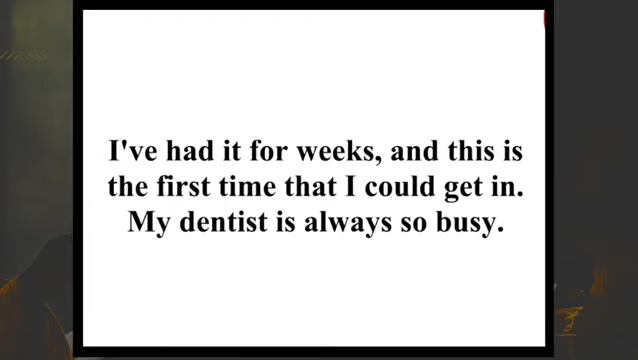 I've had it for weeks, and this is
the first time that I could get in.
My dentist is always so busy.